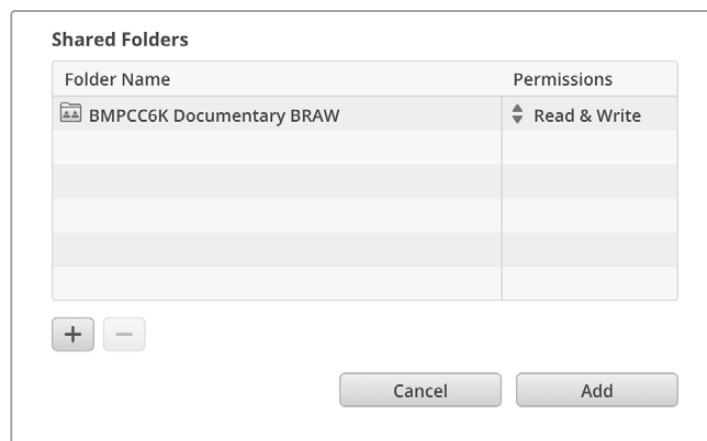 Shared Folders
Folder Name Permissions
BMPCC6K Documentary BRAW Read & Write
Cancel Add